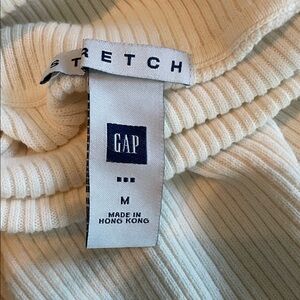 STRETCH
GAP
M
MADE IN
HONG KONG